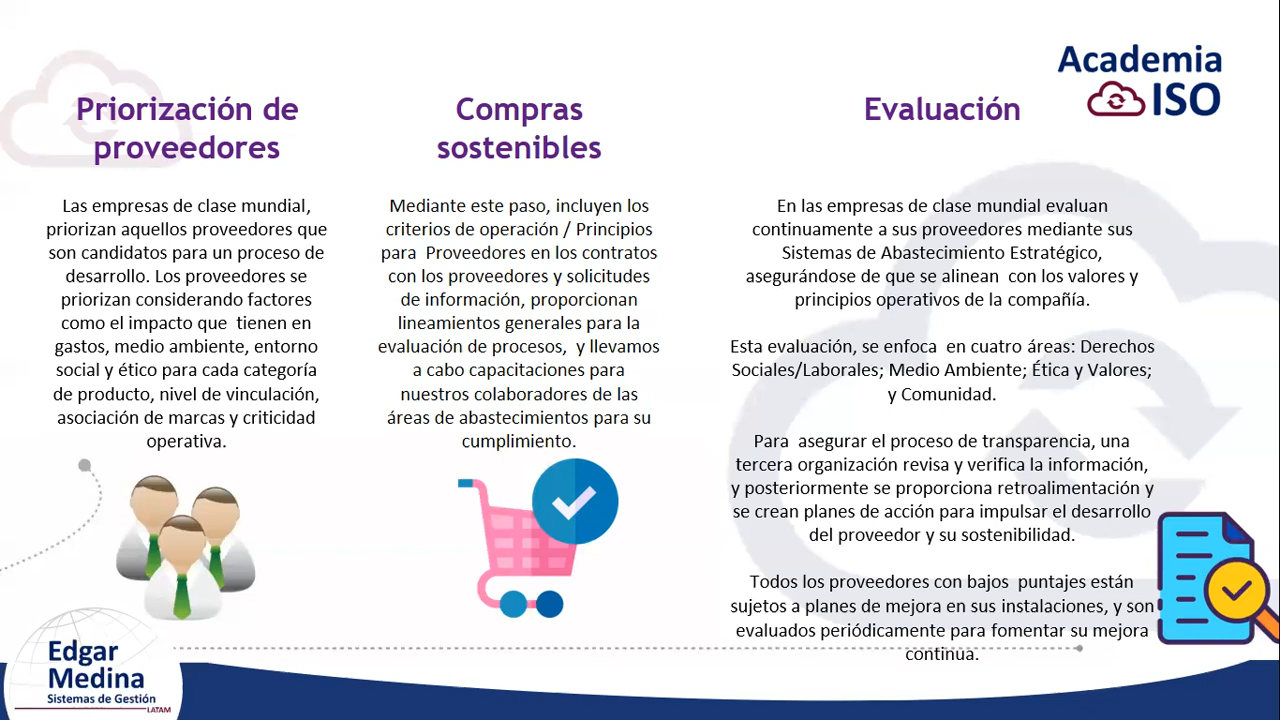 Academia
ISO
Priorización de
proveedores
Las empresas de clase mundial,
priorizan aquellos proveedores que
son candidatos para un proceso de
desarrollo. Los proveedores se
priorizan considerando factores
como el impacto que  tienen en
gastos, medio ambiente, entorno
social y ético para cada categoría
de producto, nivel de vinculación,
asociación de marcas y criticidad
operativa.
Compras
sostenibles
Mediante este paso, incluyen los
criterios de operación / Principios
para  Proveedores en los contratos
con los proveedores y solicitudes
de información, proporcionan
lineamientos generales para la
evaluación de procesos,  y llevamos
a cabo capacitaciones para
nuestros colaboradores de las
áreas de abastecimientos para su
cumplimiento.
Evaluación
En las empresas de clase mundial evaluan
continuamente a sus proveedores mediante sus
Sistemas de Abastecimiento Estratégico,
asegurándose de que se alinean  con los valores y
principios operativos de la compañía.
Esta evaluación, se enfoca  en cuatro áreas: Derechos
Sociales/Laborales; Medio Ambiente; Ética y Valores;
y Comunidad.
Para  asegurar el proceso de transparencia, una
tercera organización revisa y verifica la información,
y posteriormente se proporciona retroalimentación y
se crean planes de acción para impulsar el desarrollo
del proveedor y su sostenibilidad.
Todos los proveedores con bajos  puntajes están
sujetos a planes de mejora en sus instalaciones, y son
evaluados periódicamente para fomentar su mejora
continua.
Edgar
Medina
Sistemas de Gestión
LATAM